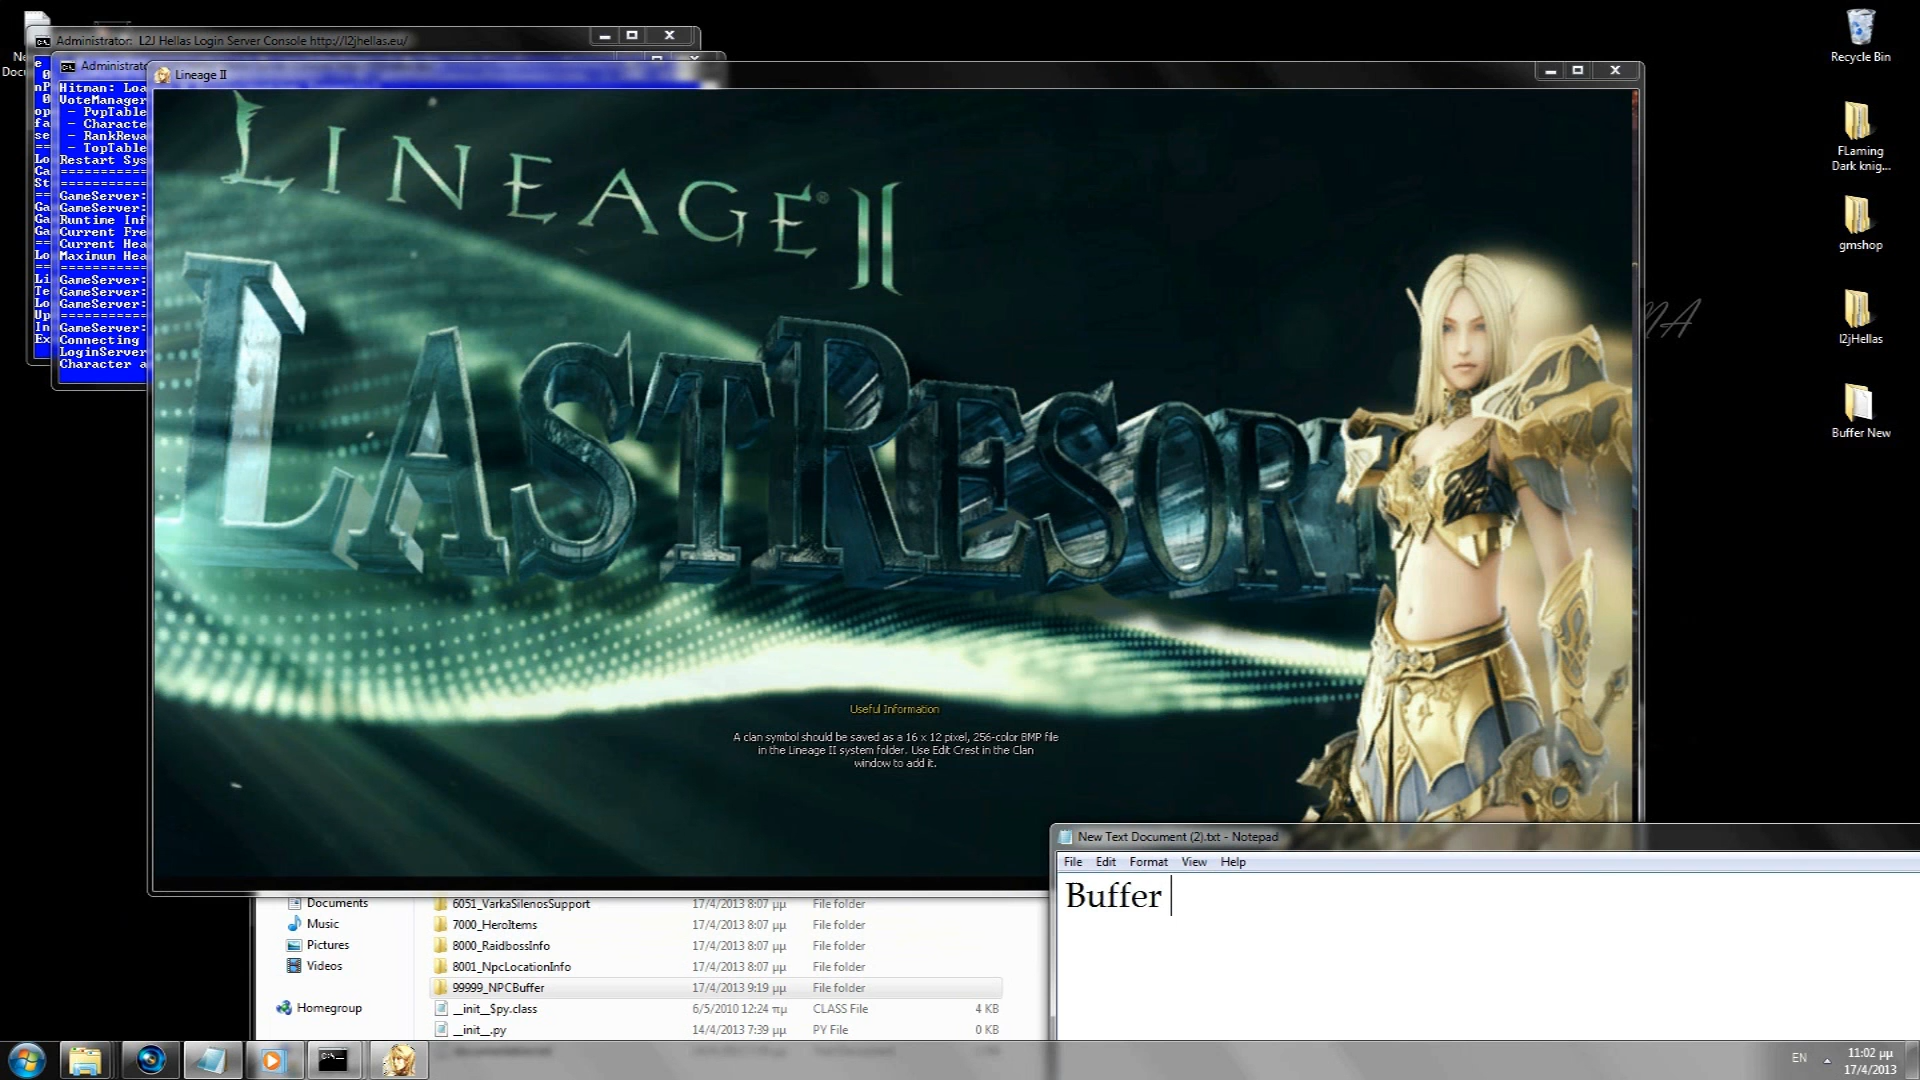 Administrator:  L2J Hellas Login Server Console http://l2jhellas.eu/
Lineage II
Hitman: Loa
VoteManager
- PvpTable
- Characte
- RankRewa
- TopTable
Restart Sys
============
GameServer:
GameServer:
Runtime Inf
Current Fre
Current Hea
Maximum Hea
============
GameServer:
GameServer:
GameServer:
============
GameServer:
Connecting
LoginServer
Character a
LINEAGE® II
LASTRESORT
Useful Information
A clan symbol should be saved as a 16 x 12 pixel, 256-color BMP file
in the Lineage II system folder.  Use Edit Crest in the Clan
window to add it.
Recycle Bin
FLaming
Dark knig...
gmshop
l2jHellas
Buffer New
New Text Document (2).txt - Notepad
File Edit Format View Help
Buffer
Documents
Music
Pictures
Videos
Homegroup
6051_VarkaSilenosSupport 17/4/2013 8:07 μμ File folder
7000_HeroItems 17/4/2013 8:07 μμ File folder
8000_RaidbossInfo 17/4/2013 8:07 μμ File folder
8001_NpcLocationInfo 17/4/2013 8:07 μμ File folder
99999_NPCBuffer 17/4/2013 9:19 μμ File folder
__init__$py.class 6/5/2010 12:24 πμ CLASS File 4 KB
__init__.py 14/4/2013 7:39 μμ PY File 0 KB
EN
11:02 μμ
17/4/2013